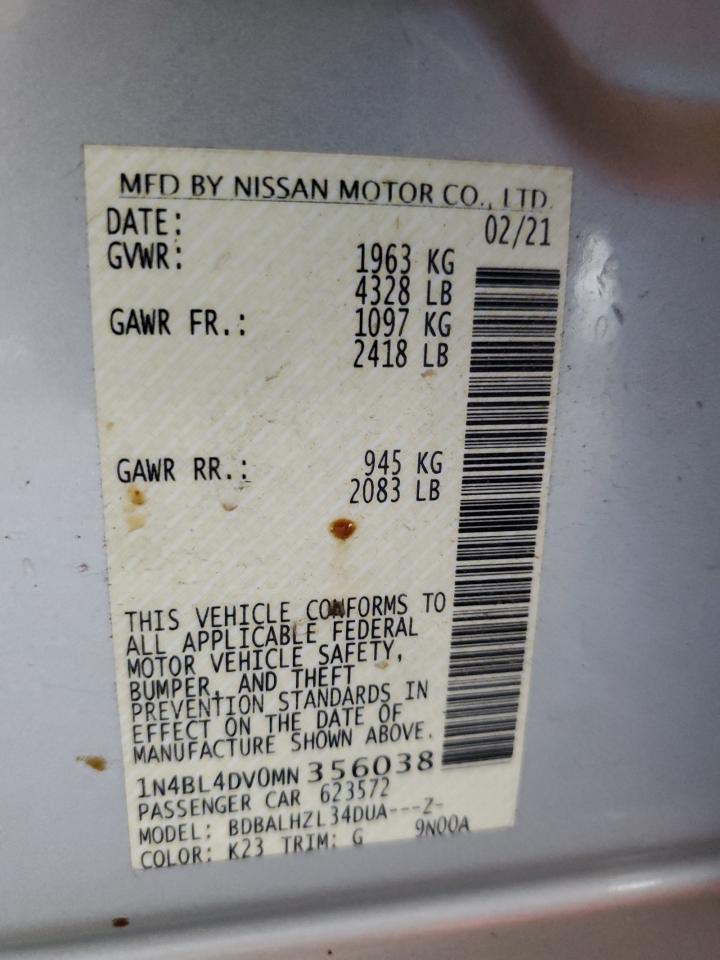 MFD BY NISSAN MOTOR CO., LTD.
DATE: 02/21
GVWR: 1963 KG
4328 LB
GAWR FR.: 1097 KG
2418 LB
GAWR RR.: 945 KG
2083 LB
THIS VEHICLE CONFORMS TO
ALL APPLICABLE FEDERAL
MOTOR VEHICLE SAFETY,
BUMPER, AND THEFT
PREVENTION STANDARDS IN
EFFECT ON THE DATE OF
MANUFACTURE SHOWN ABOVE.
1N4BL4DV0MN356038
PASSENGER CAR 623572
MODEL: BDBALHZL34DUA---Z-
COLOR: K23 TRIM: G 9N00A